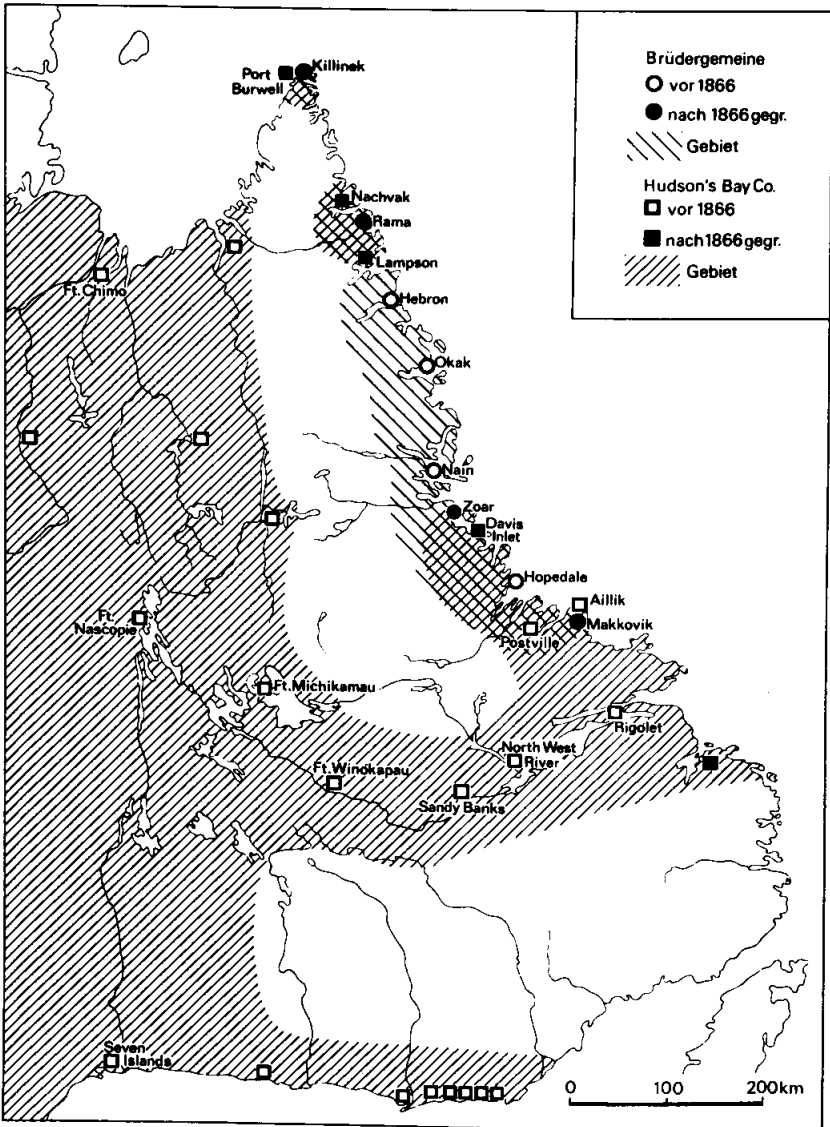 Brüdergemeine
vor 1866
nach 1866 gegr.
Gebiet
Hudson's Bay Co.
vor 1866
nach 1866 gegr.
Gebiet
Port
Burwell
Killinek
Nachvak
Rama
Lampson
Ft. Chimo
Hebron
Okak
Nain
Zoar
Davis
Inlet
Hopedale
Aillik
Makkovik
Postville
Ft.
Nascopie
Ft. Michikamau
Rigolet
North West
River
Ft. Winokapau
Sandy Banks
Seven
Islands
0 200 km